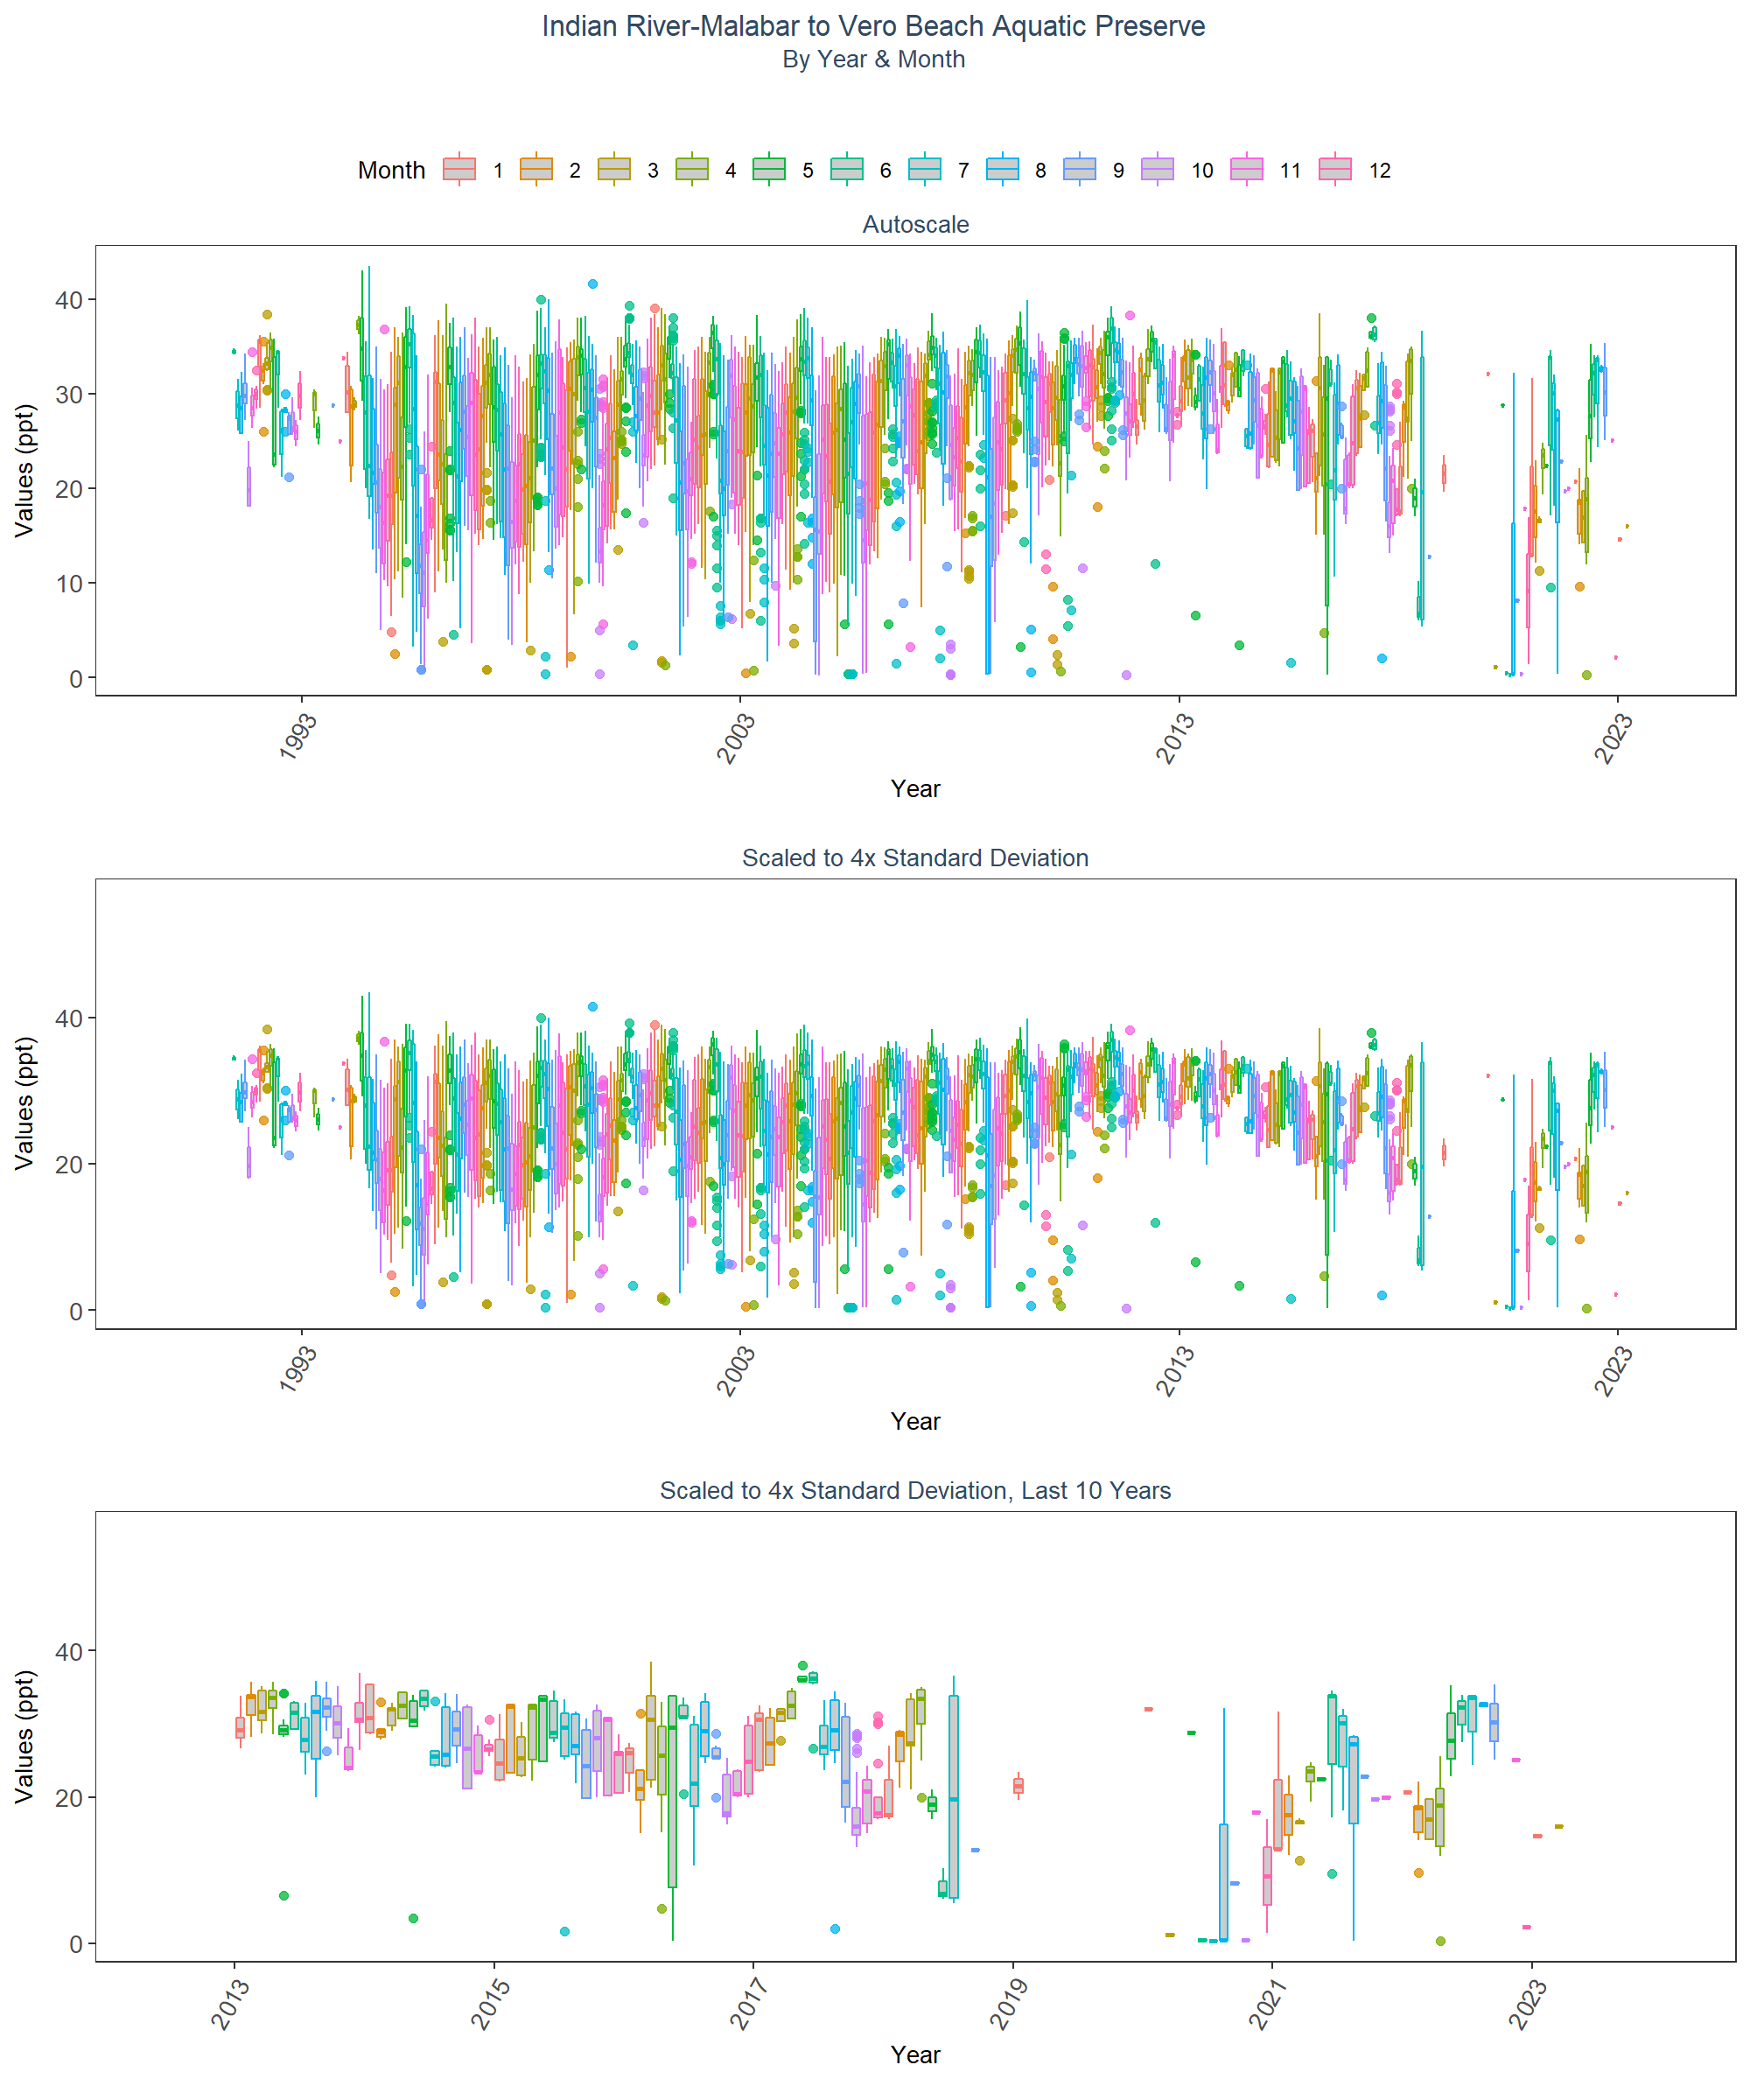 Indian River-Malabar to Vero Beach Aquatic Preserve
By Year & Month
Month 1 2 3 4 5 6 7 8 9 10 11 12
Autoscale
Values (ppt)
40
30
20
10
0
1993 2003 2013 2023
Year
Scaled to 4x Standard Deviation
Values (ppt)
40
20
0
1993 2003 2013 2023
Year
Scaled to 4x Standard Deviation, Last 10 Years
Values (ppt)
40
20
0
2013 2015 2017 2019 2021 2023
Year